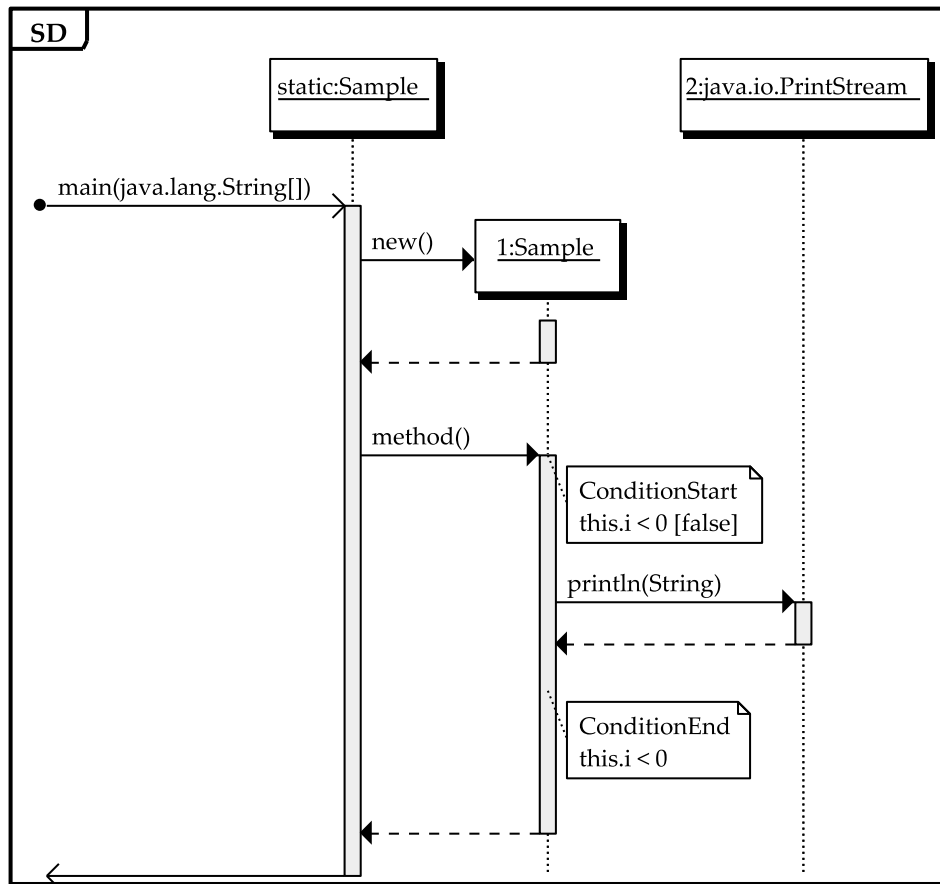 SD
static:Sample
2:java.io.PrintStream
main(java.lang.String[])
new()
1:Sample
method()
ConditionStart
this.i < 0 [false]
println(String)
ConditionEnd
this.i < 0